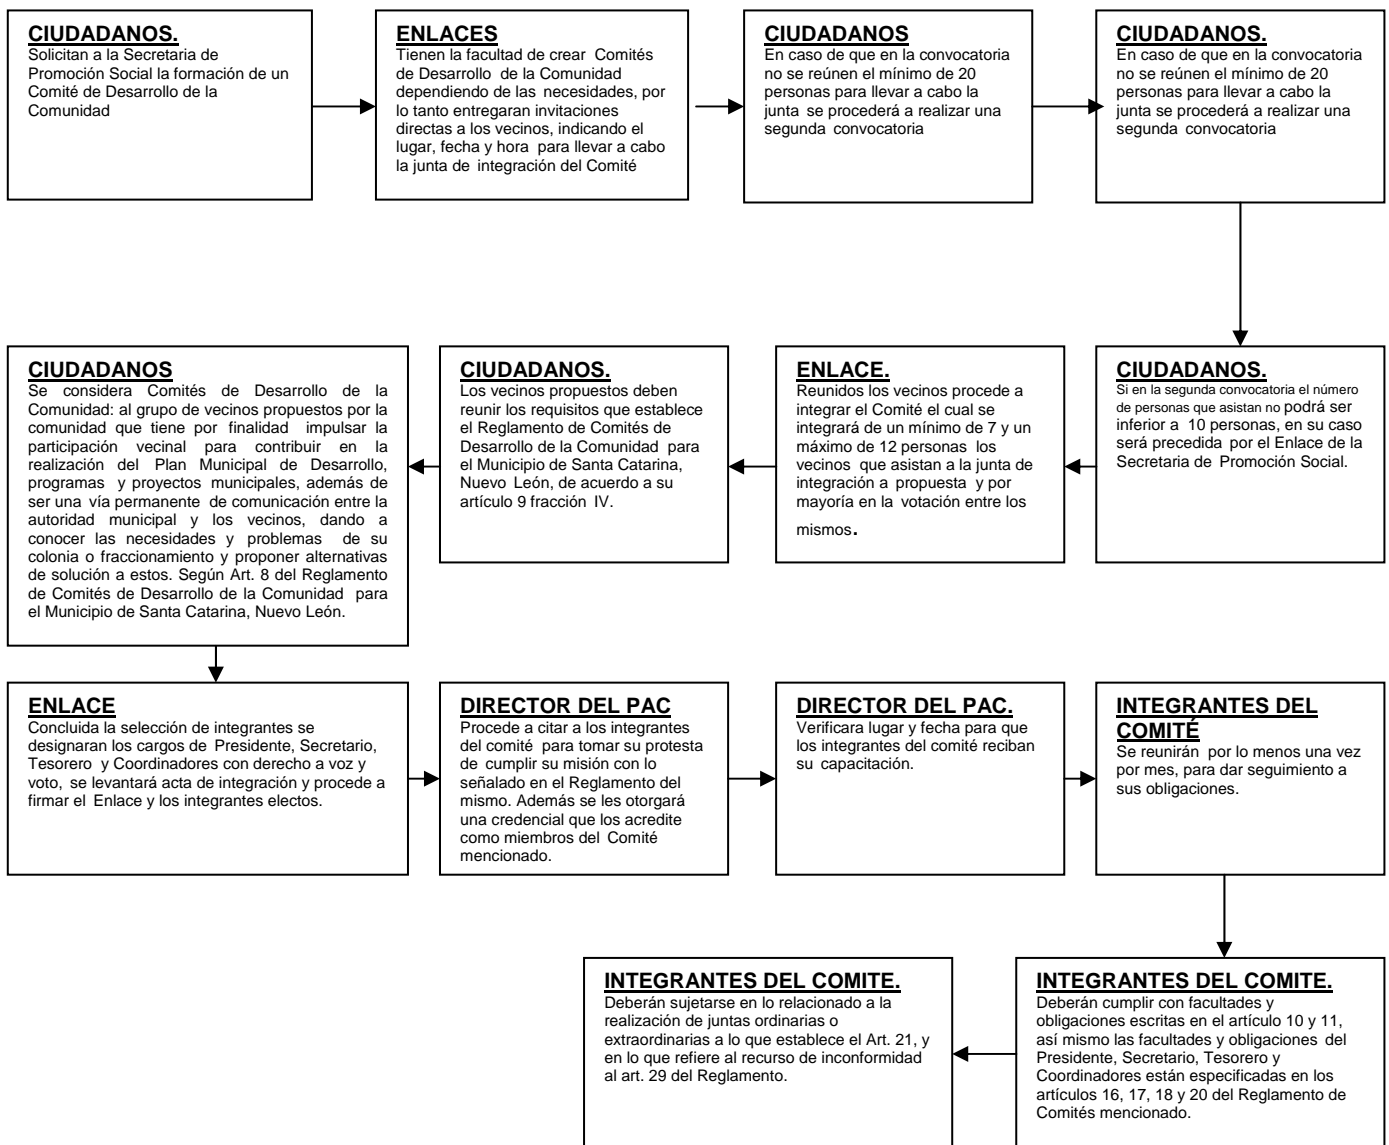 CIUDADANOS.
Solicitan a la Secretaria de
Promoción Social la formación de un
Comité de Desarrollo de la
Comunidad
ENLACES
Tienen la facultad de crear Comités
de Desarrollo de la Comunidad
dependiendo de las necesidades, por
lo tanto entregaran invitaciones
directas a los vecinos, indicando el
lugar, fecha y hora para llevar a cabo
la junta de integración del Comité
CIUDADANOS
En caso de que en la convocatoria
no se reúnen el mínimo de 20
personas para llevar a cabo la
junta se procederá a realizar una
segunda convocatoria
CIUDADANOS.
En caso de que en la convocatoria
no se reúnen el mínimo de 20
personas para llevar a cabo la
junta se procederá a realizar una
segunda convocatoria
CIUDADANOS.
Si en la segunda convocatoria el número
de personas que asistan no podrá ser
inferior a 10 personas, en su caso
será precedida por el Enlace de la
Secretaria de Promoción Social.
ENLACE.
Reunidos los vecinos procede a
integrar el Comité el cual se
integrará de un mínimo de 7 y un
máximo de 12 personas los
vecinos que asistan a la junta de
integración a propuesta y por
mayoría en la votación entre los
mismos.
CIUDADANOS.
Los vecinos propuestos deben
reunir los requisitos que establece
el Reglamento de Comités de
Desarrollo de la Comunidad para
el Municipio de Santa Catarina,
Nuevo León, de acuerdo a su
artículo 9 fracción IV.
CIUDADANOS
Se considera Comités de Desarrollo de la
Comunidad: al grupo de vecinos propuestos por la
comunidad que tiene por finalidad impulsar la
participación vecinal para contribuir en la
realización del Plan Municipal de Desarrollo,
programas y proyectos municipales, además de
ser una vía permanente de comunicación entre la
autoridad municipal y los vecinos, dando a
conocer las necesidades y problemas de su
colonia o fraccionamiento y proponer alternativas
de solución a estos. Según Art. 8 del Reglamento
de Comités de Desarrollo de la Comunidad para
el Municipio de Santa Catarina, Nuevo León.
ENLACE
Concluida la selección de integrantes se
designaran los cargos de Presidente, Secretario,
Tesorero y Coordinadores con derecho a voz y
voto, se levantará acta de integración y procede a
firmar el Enlace y los integrantes electos.
DIRECTOR DEL PAC
Procede a citar a los integrantes
del comité para tomar su protesta
de cumplir su misión con lo
señalado en el Reglamento del
mismo. Además se les otorgará
una credencial que los acredite
como miembros del Comité
mencionado.
DIRECTOR DEL PAC.
Verificara lugar y fecha para que
los integrantes del comité reciban
su capacitación.
INTEGRANTES DEL
COMITÉ
Se reunirán por lo menos una vez
por mes, para dar seguimiento a
sus obligaciones.
INTEGRANTES DEL COMITE.
Deberán cumplir con facultades y
obligaciones escritas en el artículo 10 y 11,
así mismo las facultades y obligaciones del
Presidente, Secretario, Tesorero y
Coordinadores están especificadas en los
artículos 16, 17, 18 y 20 del Reglamento de
Comités mencionado.
INTEGRANTES DEL COMITE.
Deberán sujetarse en lo relacionado a la
realización de juntas ordinarias o
extraordinarias a lo que establece el Art. 21, y
en lo que refiere al recurso de inconformidad
al art. 29 del Reglamento.